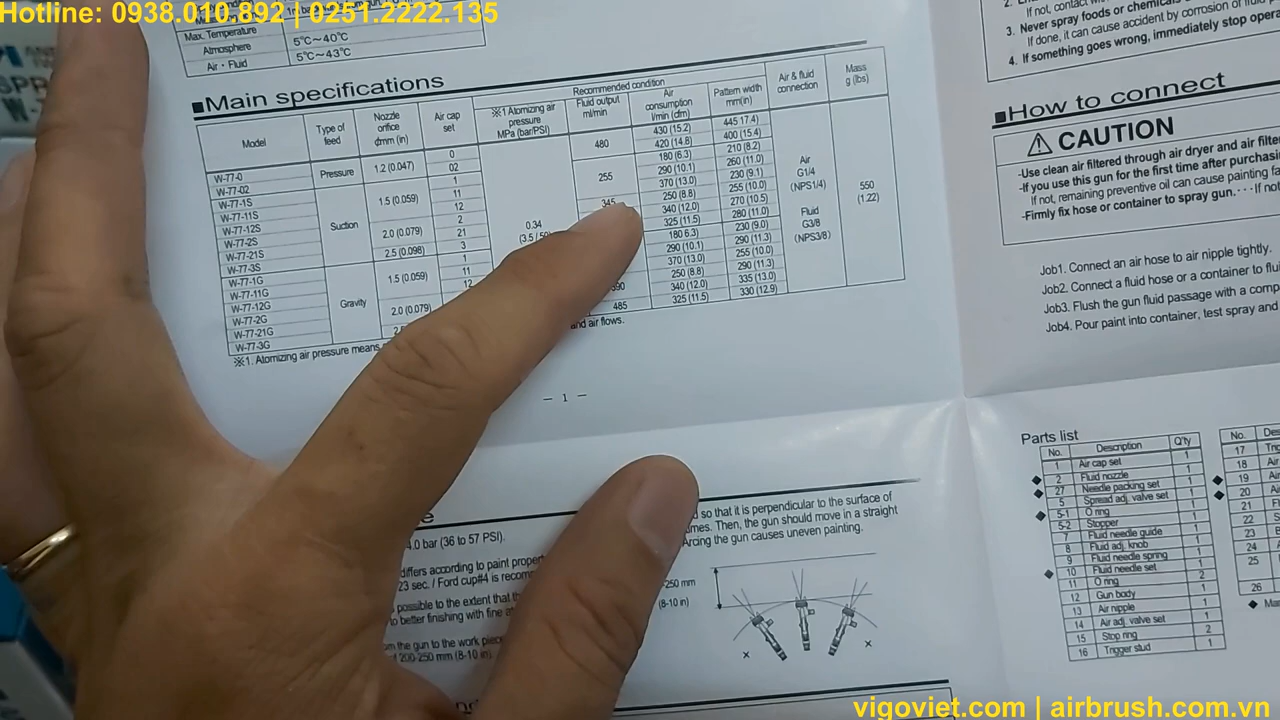 Hotline: 0938.010.892 | 0251.2222.135
Max. Temperature
Atmosphere
5℃~40℃
Air・Fluid
5℃~43℃
■Main specifications
Model
Type of feed
Nozzle orifice ϕmm (in)
Air cap set
Recommended condition
※1 Atomizing air pressure MPa (bar/PSI)
Fluid output ml/min
Air consumption l/min (cfm)
Pattern width mm(in)
Air & fluid connection
Mass g (lbs)
W-77-0
W-77-02
W-77-1S
W-77-11S
W-77-12S
W-77-2S
W-77-21S
W-77-3S
W-77-1G
W-77-11G
W-77-12G
W-77-2G
W-77-21G
W-77-3G
Pressure
Suction
Gravity
1.2 (0.047)
1.5 (0.059)
2.0 (0.079)
2.5 (0.098)
1.5 (0.059)
2.0 (0.079)
0
02
1
11
12
2
21
3
1
11
12
0.34
480
255
345
485
430 (15.2)
420 (14.8)
180 (6.3)
290 (10.1)
370 (13.0)
250 (8.8)
340 (12.0)
325 (11.5)
180 6.3)
290 (10.1)
370 (13.0)
250 (8.8)
340 (12.0)
325 (11.5)
445 17.4)
400 (15.4)
210 (8.2)
260 (11.0)
230 (9.1)
255 (10.0)
270 (10.5)
280 (11.0)
230 (9.0)
290 (11.3)
255 (10.0)
290 (11.3)
335 (13.0)
330 (12.9)
Air
G1/4
(NPS1/4)
Fluid
G3/8
(NPS3/8)
550
(1.22)
※1. Atomizing air pressure means
and air flows.
— 1 —
4.0 bar (36 to 57 PSI).
differs according to paint
23 sec. / Ford cup#4 is
possible to the extent that
to better finishing with fine
the gun to the work
200-250 mm (8-10 in)
so that it is perpendicular to the surface of
Then, the gun should move in a straight
Arcing the gun causes uneven painting.
-250 mm
(8-10 in)
If not, contact
3. Never spray foods or chemicals
If done, it can cause accident by corrosion of fluid
4. If something goes wrong, immediately stop
■How to connect
⚠ CAUTION
-Use clean air filtered through air dryer and air
-If you use this gun for the first time after
If not, remaining preventive oil can cause painting
-Firmly fix hose or container to spray gun.
Job1. Connect an air hose to air nipple tightly.
Job2. Connect a fluid hose or a container to
Job3. Flush the gun fluid passage with a
Job4. Pour paint into container, test spray and
Parts list
No. Description Q'ty
1 Air cap set 1
◆ 2 Fluid nozzle 1
◆ 27 Needle packing set 1
5 Spread adj. valve set 1
◆ 5-1 O ring 1
5-2 Stopper 1
7 Fluid needle guide 1
8 Fluid adj. knob 1
9 Fluid needle spring 1
◆ 10 Fluid needle set 1
11 O ring 2
12 Gun body 1
13 Air nipple 1
14 Air adj. valve set 1
15 Stop ring 2
16 Trigger stud 1
No.
17
18
◆ 19
◆ 20
21
22
23
24
25
26
vigoviet.com | airbrush.com.vn